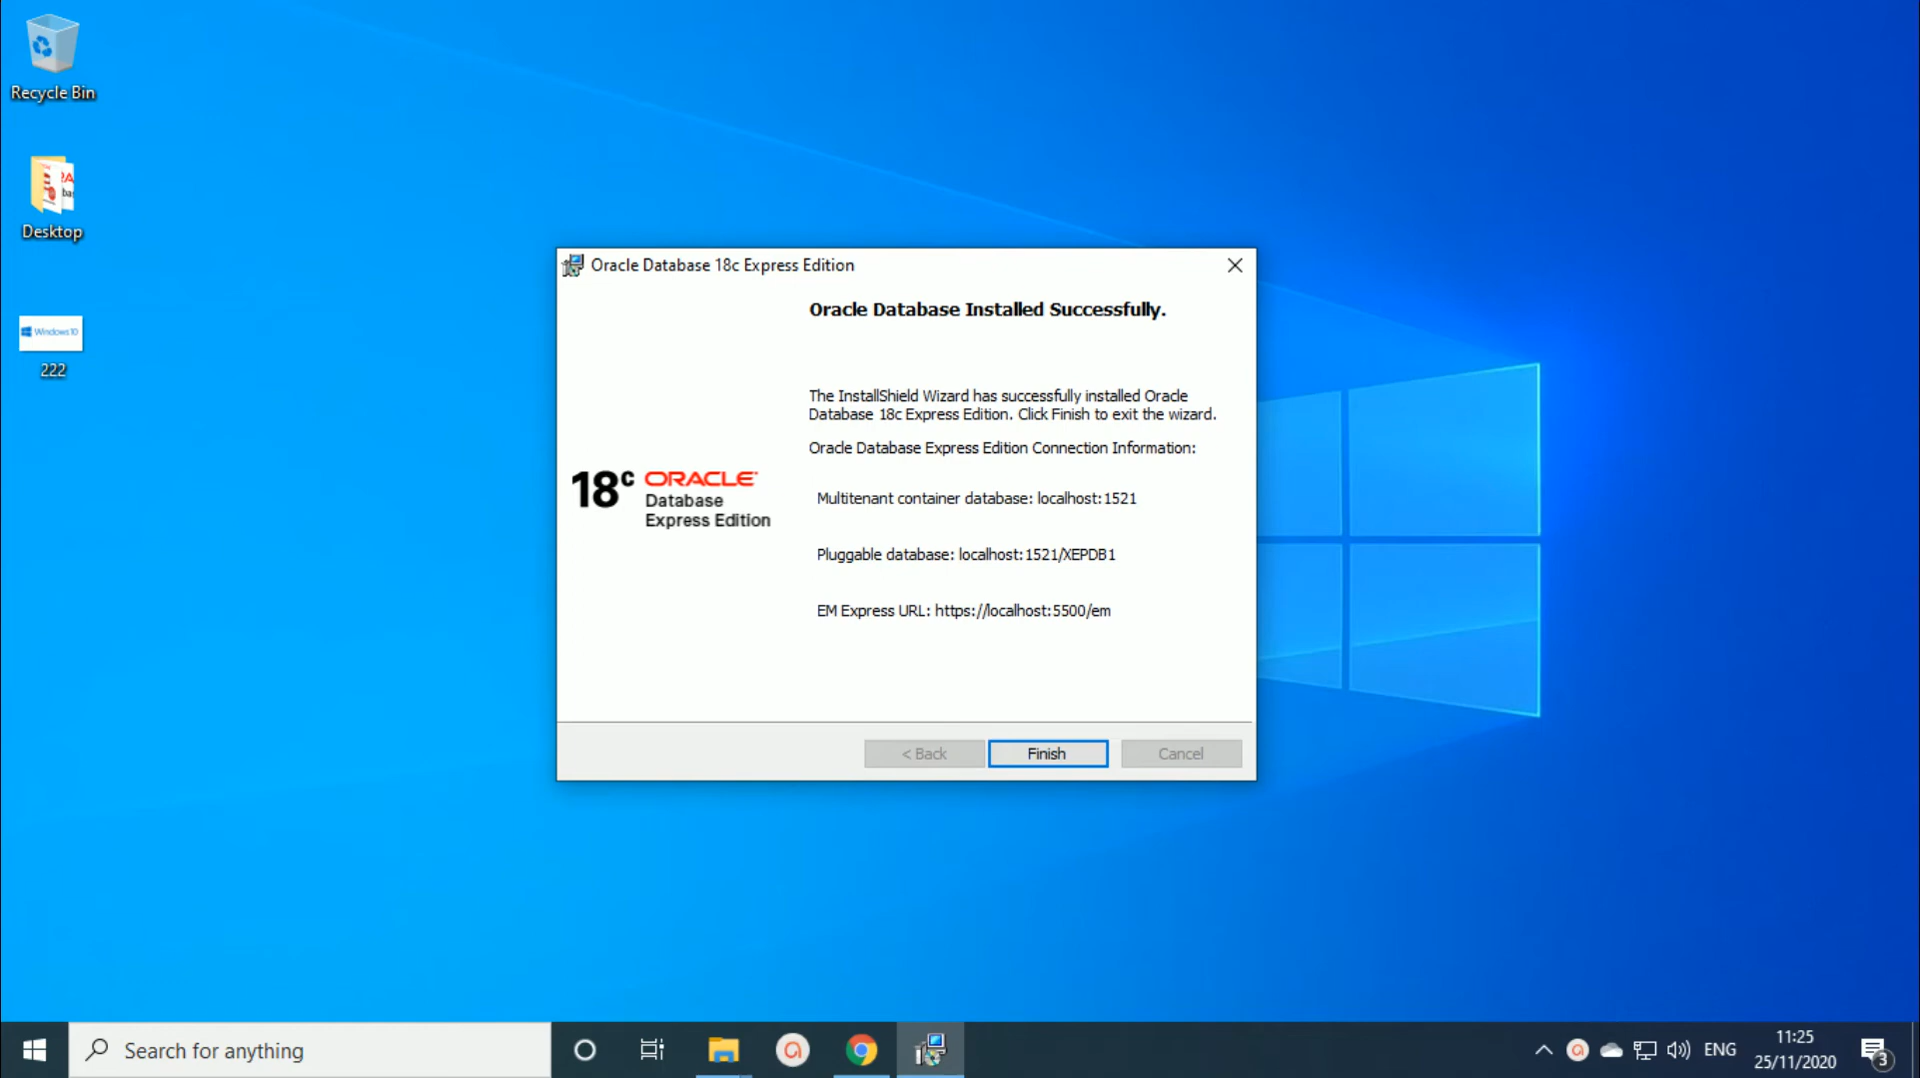 Recycle Bin
Desktop
Windows 10
222
Oracle Database 18c Express Edition
Oracle Database Installed Successfully.
The InstallShield Wizard has successfully installed Oracle
Database 18c Express Edition. Click Finish to exit the wizard.
Oracle Database Express Edition Connection Information:
Multitenant container database: localhost:1521
Pluggable database: localhost:1521/XEPDB1
EM Express URL: https://localhost:5500/em
18c ORACLE
Database
Express Edition
< Back
Finish
Cancel
Search for anything
ENG
11:25
25/11/2020
3